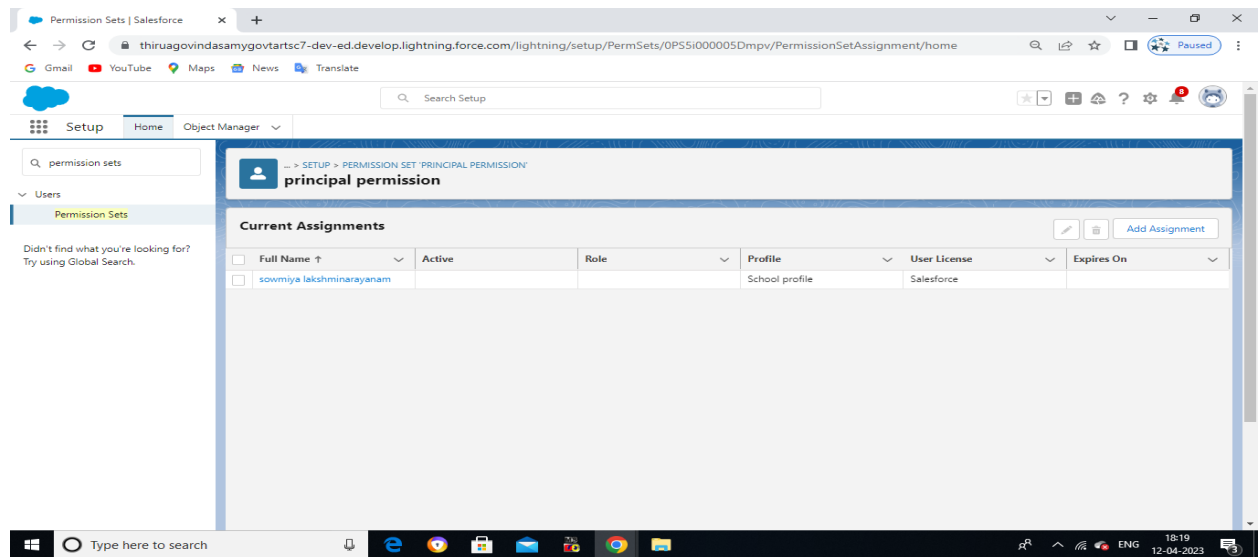 Permission Sets | Salesforce
thiruagovindasamygovtartsc7-dev-ed.develop.lightning.force.com/lightning/setup/PermSets/0PS5i000005Dmpv/PermissionSetAssignment/home
Paused
Gmail YouTube Maps News Translate
Search Setup
8
Setup Home Object Manager
permission sets
... > SETUP > PERMISSION SET 'PRINCIPAL PERMISSION'
principal permission
Users
Permission Sets
Didn't find what you're looking for?
Try using Global Search.
Current Assignments
Add Assignment
Full Name ↑ Active Role Profile User License Expires On
sowmiya lakshminarayanam School profile Salesforce
Type here to search
ENG
18:19
12-04-2023
3